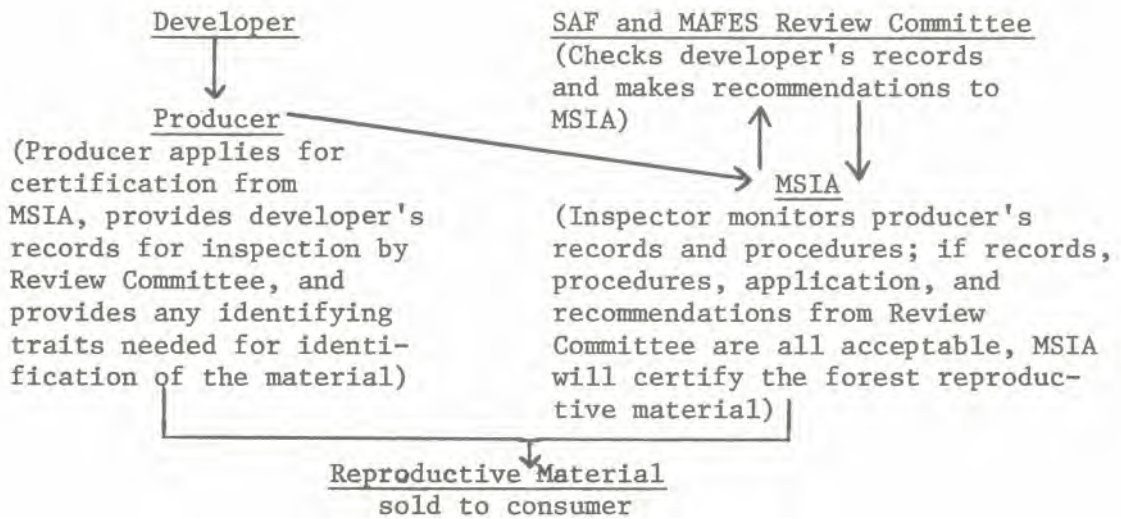 Developer
Producer
(Producer applies for
certification from
MSIA, provides developer's
records for inspection by
Review Committee, and
provides any identifying
traits needed for identi-
fication of the material)
SAF and MAFES Review Committee
(Checks developer's records
and makes recommendations to
MSIA)
MSIA
(Inspector monitors producer's
records and procedures; if records,
procedures, application, and
recommendations from Review
Committee are all acceptable, MSIA
will certify the forest reproduc-
tive material)
Reproductive Material
sold to consumer